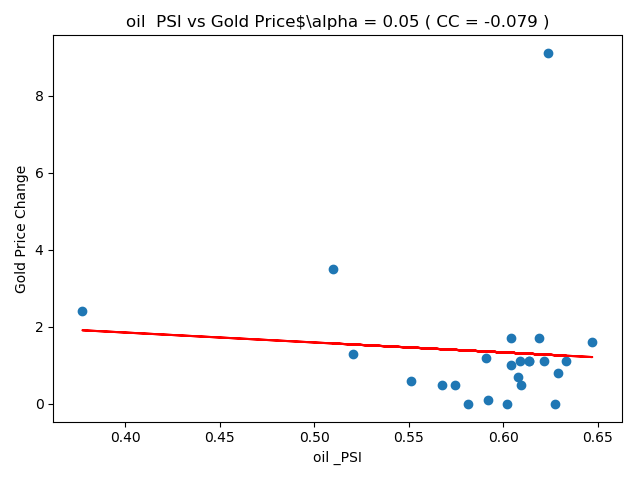 oil  PSI vs Gold Price$\alpha = 0.05 ( CC = -0.079 )
Gold Price Change
8
6
4
2
0
0.40 0.45 0.50 0.55 0.60 0.65
oil _PSI